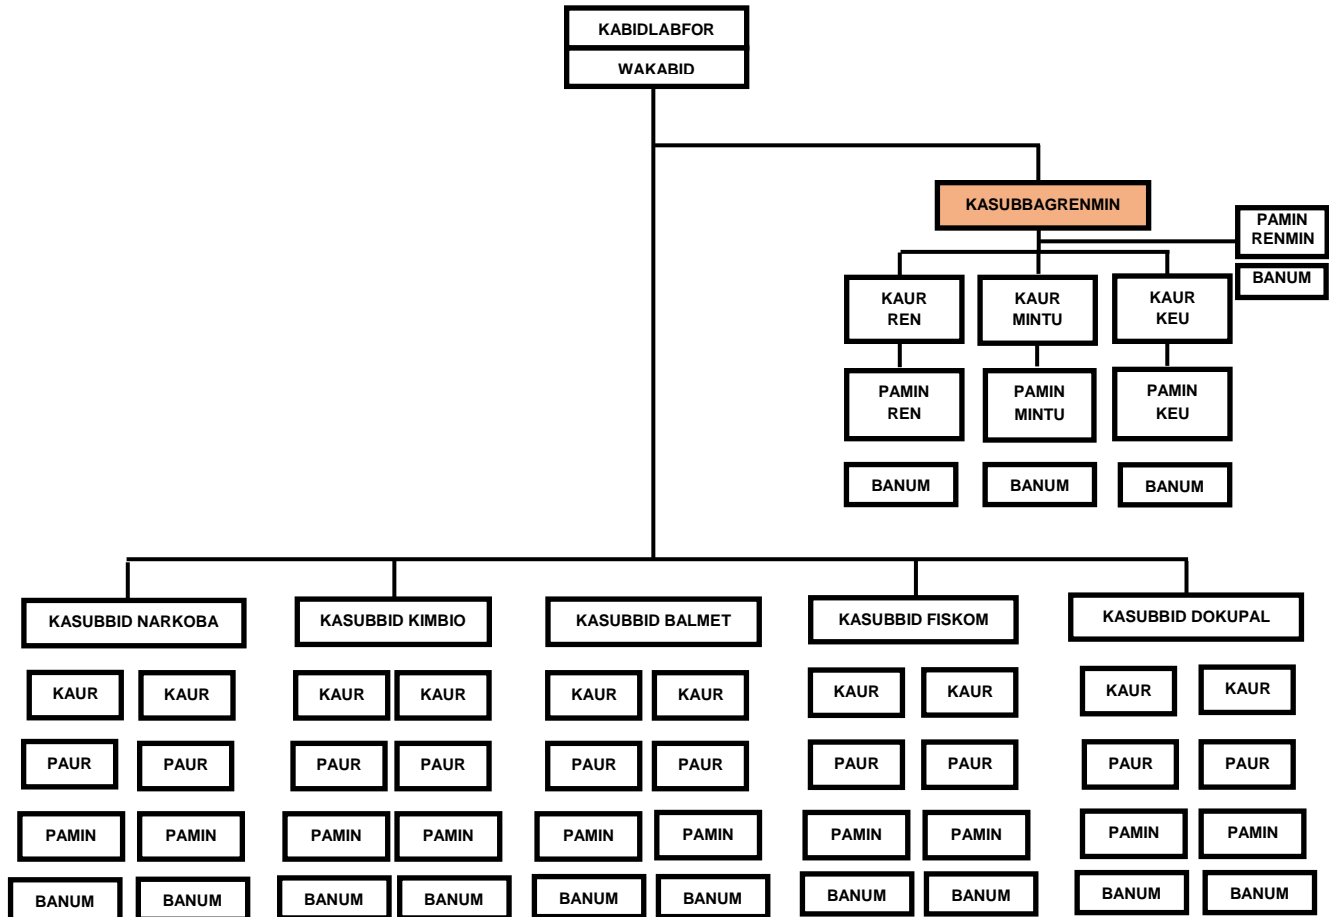 KABIDLABFOR
WAKABID
KASUBBAGRENMIN
PAMIN
RENMIN
BANUM
KAUR
REN
KAUR
MINTU
KAUR
KEU
PAMIN
REN
PAMIN
MINTU
PAMIN
KEU
BANUM
BANUM
BANUM
KASUBBID NARKOBA
KASUBBID KIMBIO
KASUBBID BALMET
KASUBBID FISKOM
KASUBBID DOKUPAL
KAUR
KAUR
KAUR
KAUR
KAUR
KAUR
KAUR
KAUR
KAUR
KAUR
PAUR
PAUR
PAUR
PAUR
PAUR
PAUR
PAUR
PAUR
PAUR
PAUR
PAMIN
PAMIN
PAMIN
PAMIN
PAMIN
PAMIN
PAMIN
PAMIN
PAMIN
PAMIN
BANUM
BANUM
BANUM
BANUM
BANUM
BANUM
BANUM
BANUM
BANUM
BANUM